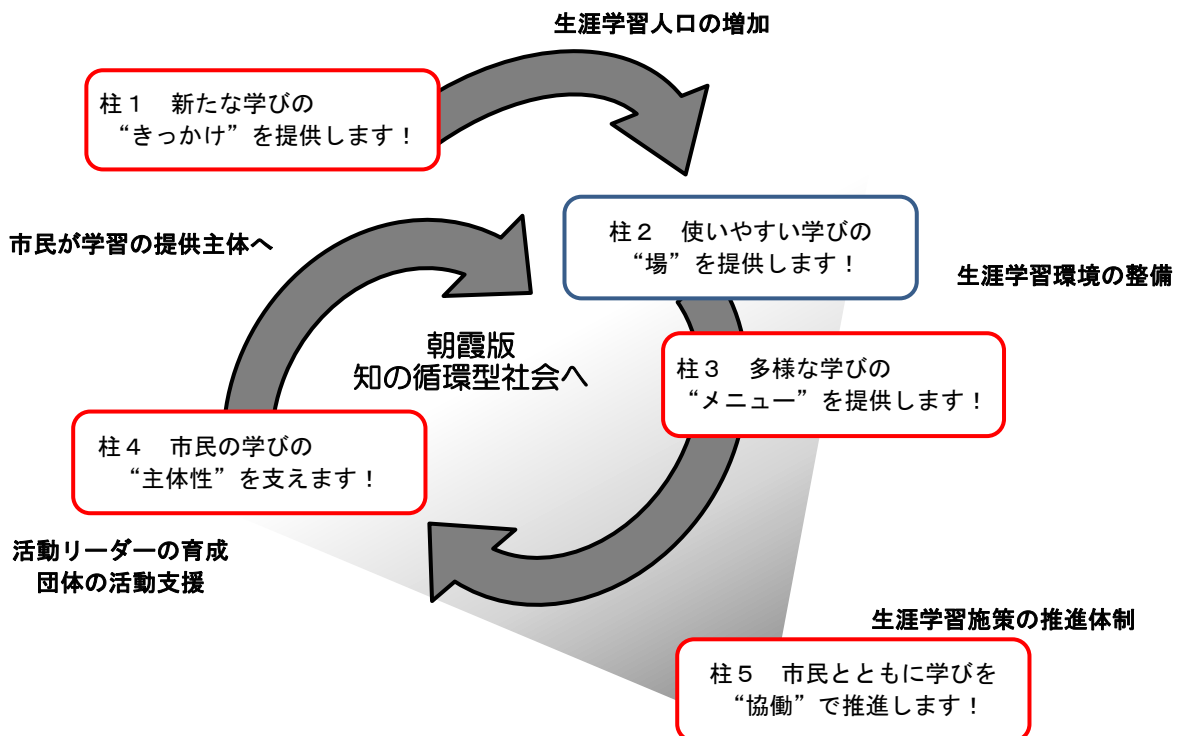 生涯学習人口の増加
柱１　新たな学びの
“きっかけ”を提供します！
市民が学習の提供主体へ
柱２　使いやすい学びの
“場”を提供します！
生涯学習環境の整備
朝霞版
知の循環型社会へ
柱３　多様な学びの
“メニュー”を提供します！
柱４　市民の学びの
“主体性”を支えます！
活動リーダーの育成
団体の活動支援
生涯学習施策の推進体制
柱５　市民とともに学びを
“協働”で推進します！